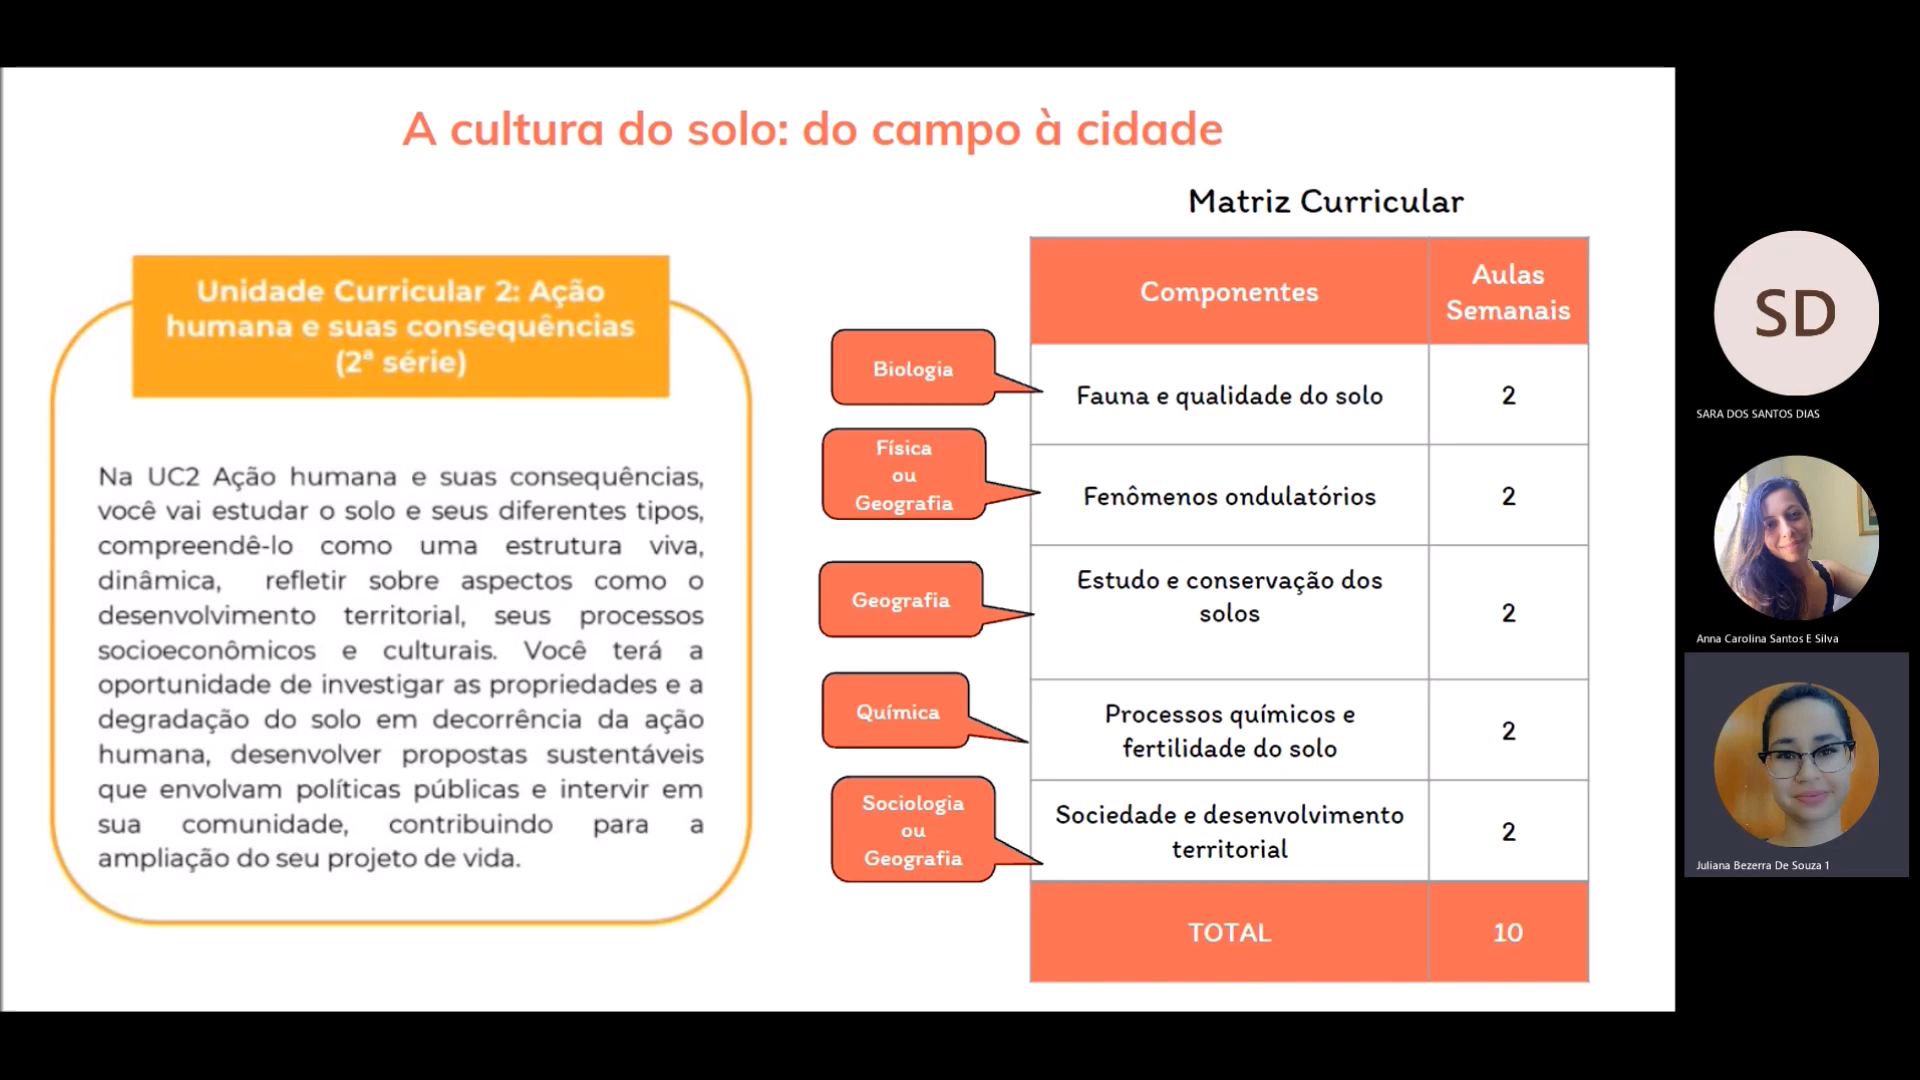 A cultura do solo: do campo à cidade
Unidade Curricular 2: Ação
humana e suas consequências
(2ª série)
Na UC2 Ação humana e suas consequências,
você vai estudar o solo e seus diferentes tipos,
compreendê-lo como uma estrutura viva,
dinâmica, refletir sobre aspectos como o
desenvolvimento territorial, seus processos
socioeconômicos e culturais. Você terá a
oportunidade de investigar as propriedades e a
degradação do solo em decorrência da ação
humana, desenvolver propostas sustentáveis
que envolvam políticas públicas e intervir em
sua comunidade, contribuindo para a
ampliação do seu projeto de vida.
Matriz Curricular
Componentes
Aulas
Semanais
Biologia
Fauna e qualidade do solo
2
Física
ou
Geografia
Fenômenos ondulatórios
2
Geografia
Estudo e conservação dos
solos
2
Química
Processos químicos e
fertilidade do solo
2
Sociologia
ou
Geografia
Sociedade e desenvolvimento
territorial
2
TOTAL
10
SD
SARA DOS SANTOS DIAS
Anna Carolina Santos E Silva
Juliana Bezerra De Souza 1